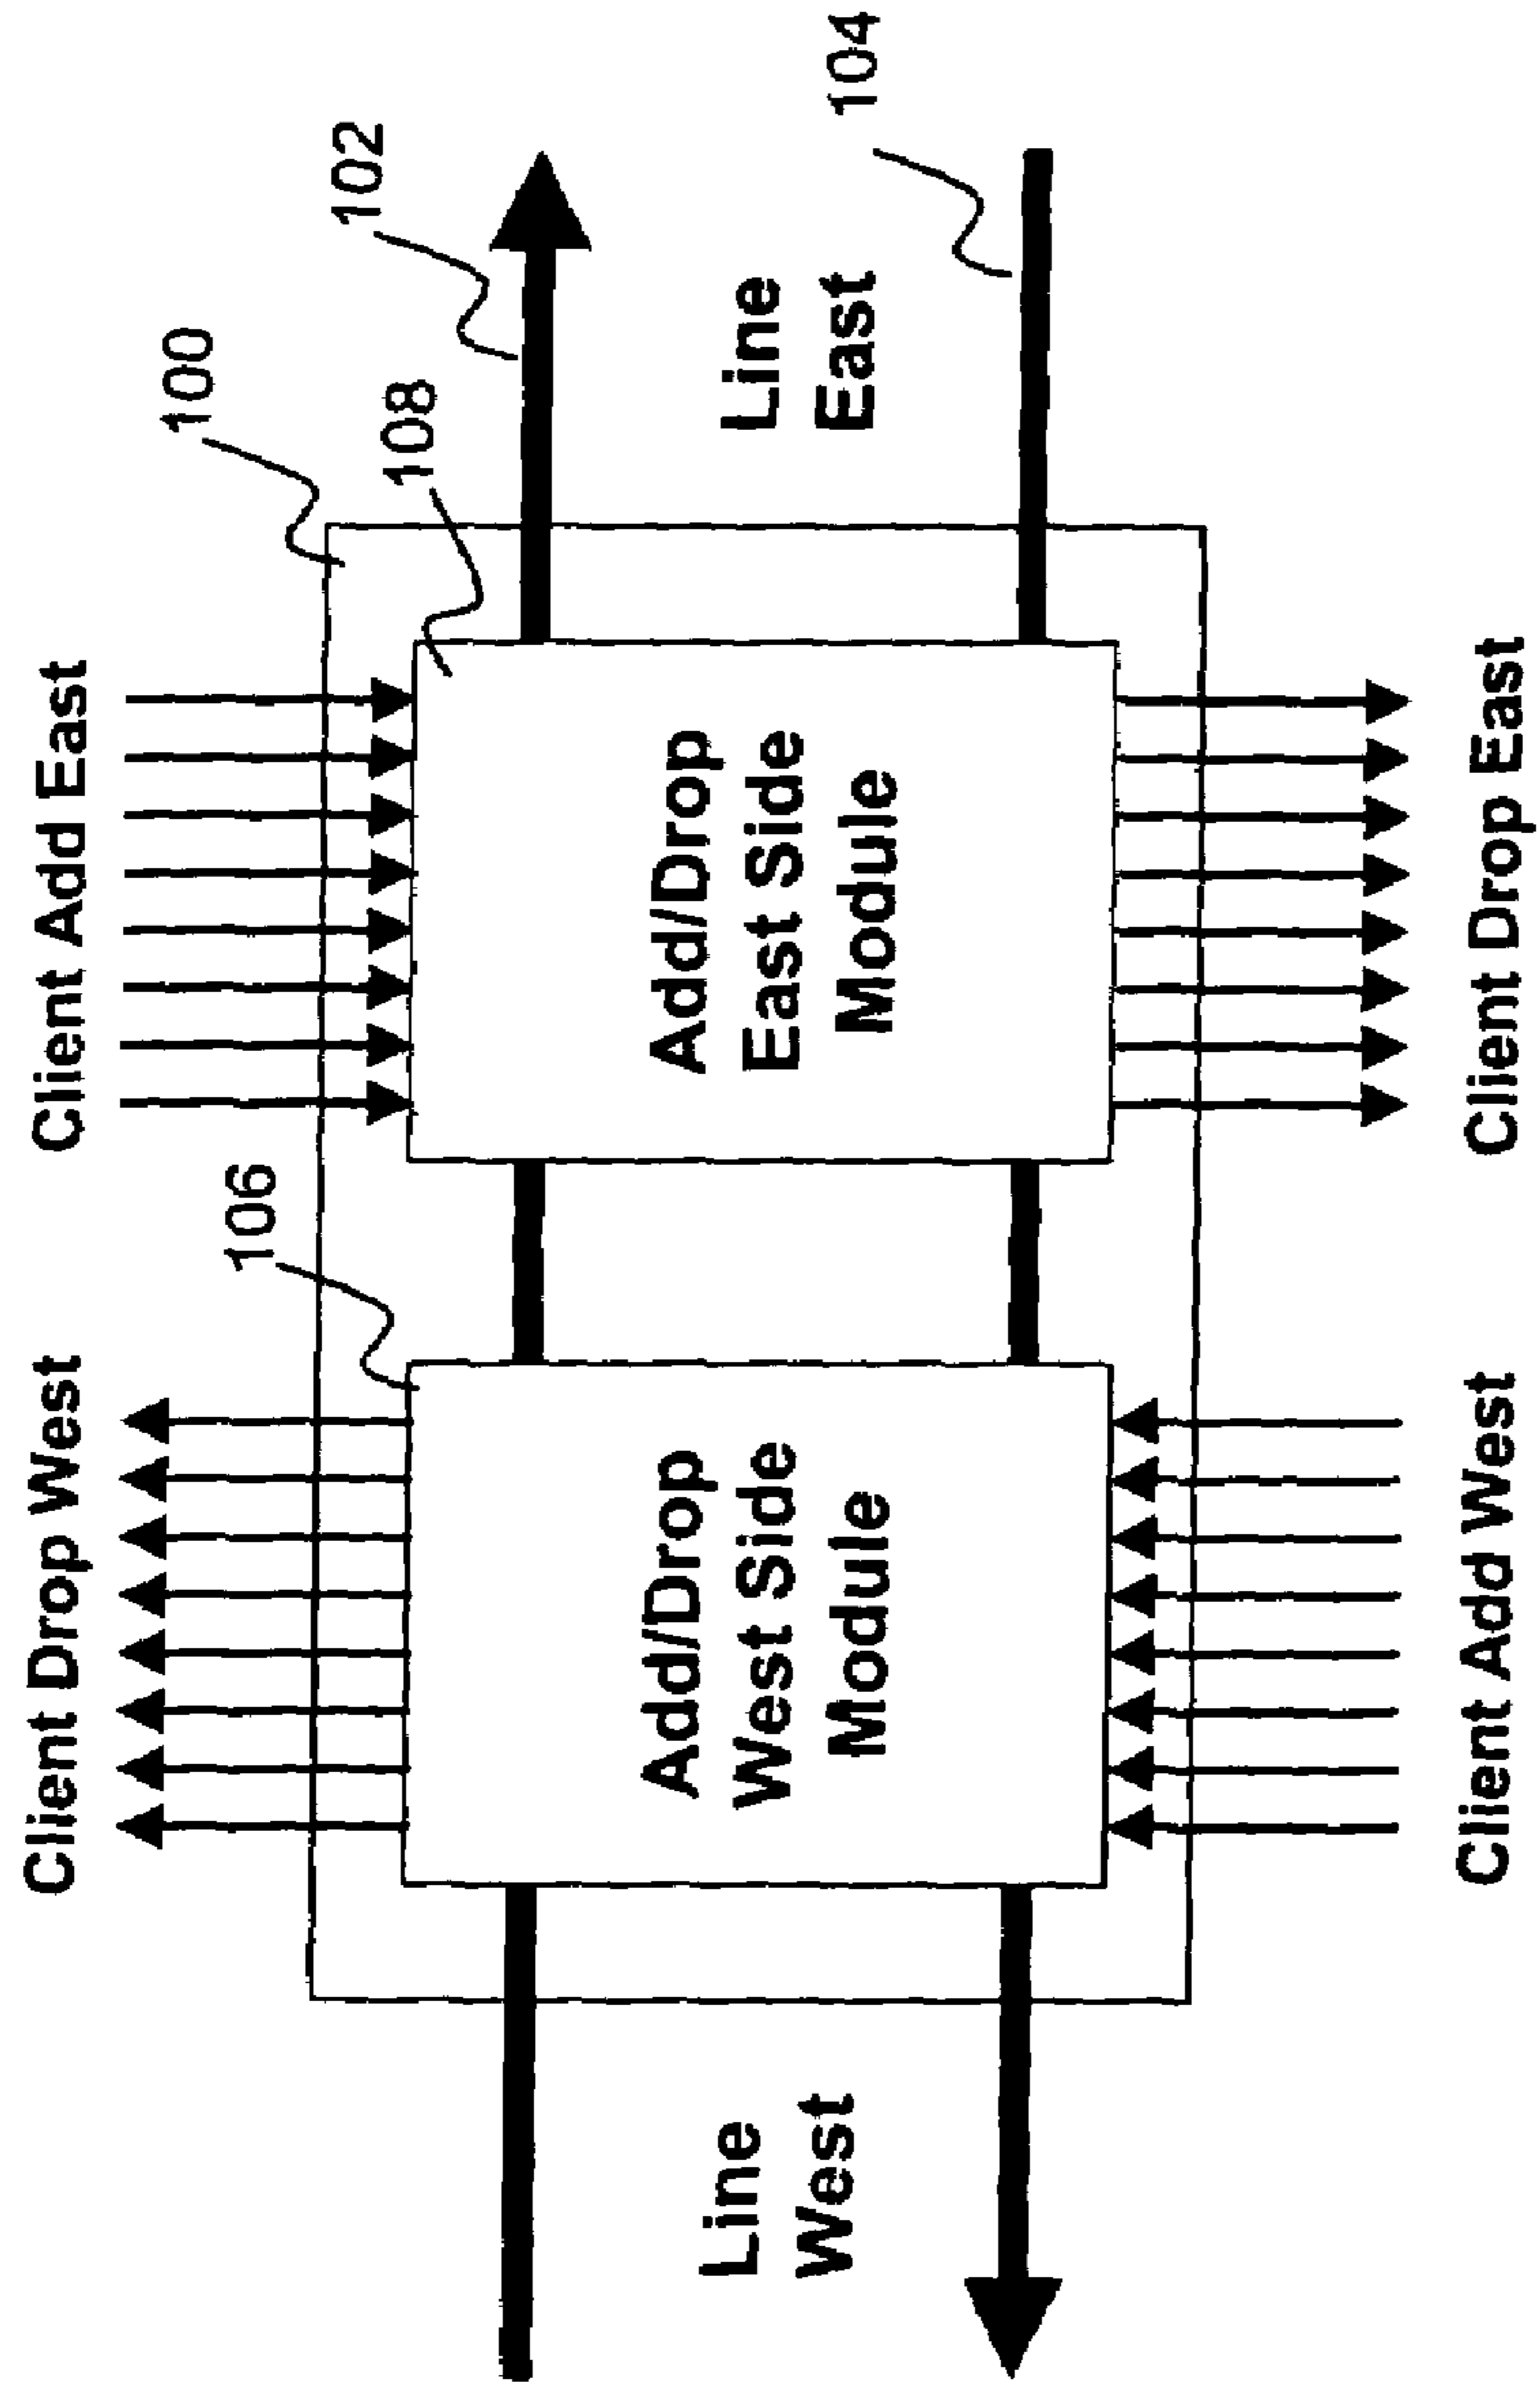 Client Drop West
Client Add East
106
100
108
102
104
Line
West
Add/Drop
West Side
Module
Add/Drop
East Side
Module
Line
East
Client Add West
Client Drop East